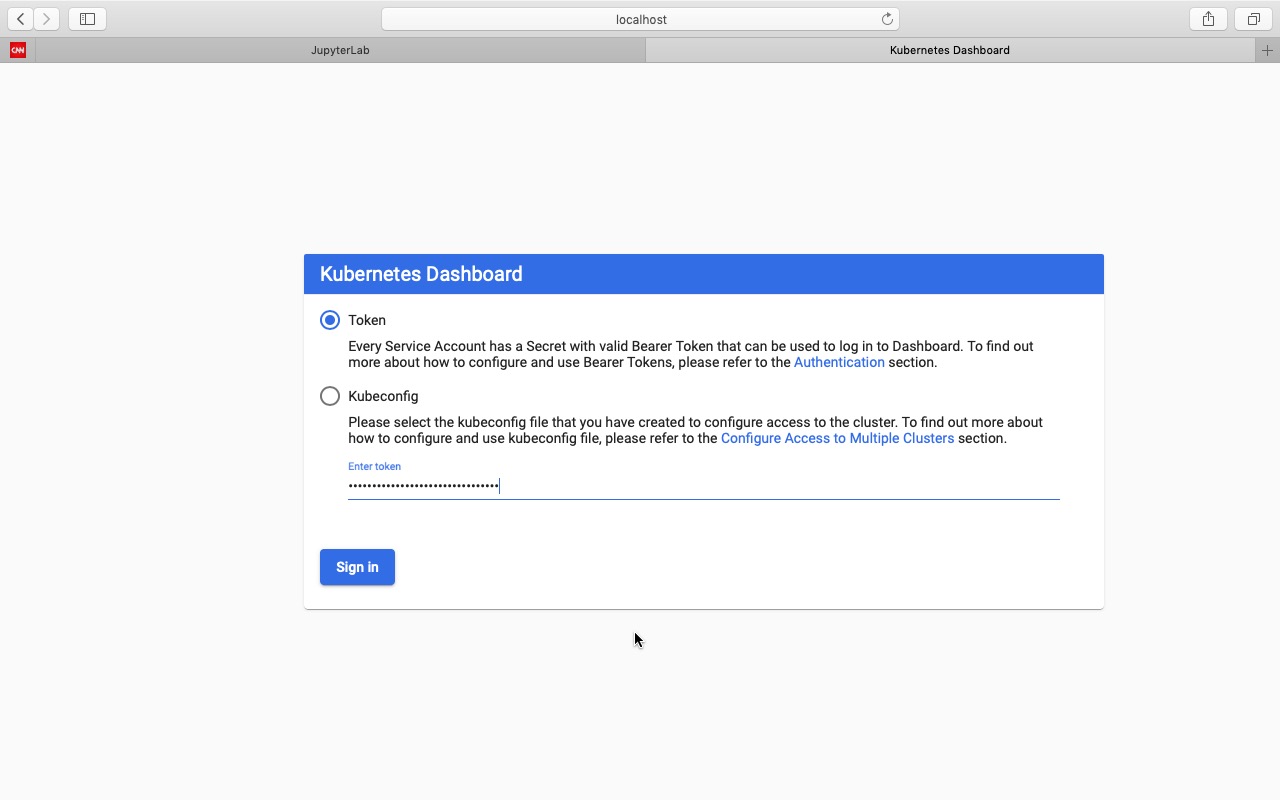 localhost
CNN
JupyterLab
Kubernetes Dashboard
Kubernetes Dashboard
Token
Every Service Account has a Secret with valid Bearer Token that can be used to log in to Dashboard. To find out
more about how to configure and use Bearer Tokens, please refer to the Authentication section.
Kubeconfig
Please select the kubeconfig file that you have created to configure access to the cluster. To find out more about
how to configure and use kubeconfig file, please refer to the Configure Access to Multiple Clusters section.
Enter token
Sign in